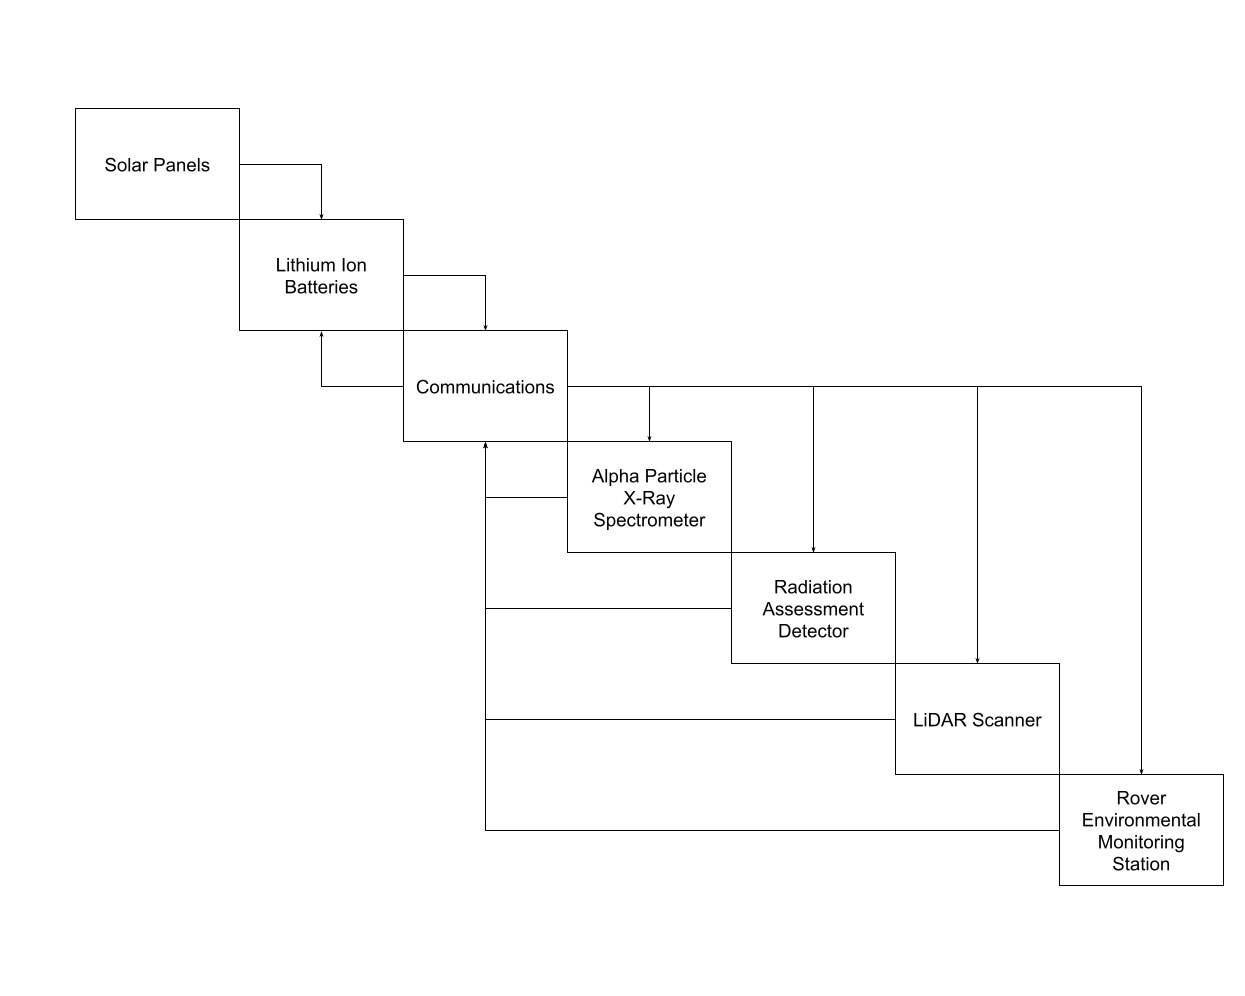 Solar Panels
Lithium Ion
Batteries
Communications
Alpha Particle
X-Ray
Spectrometer
Radiation
Assessment
Detector
LiDAR Scanner
Rover
Environmental
Monitoring
Station